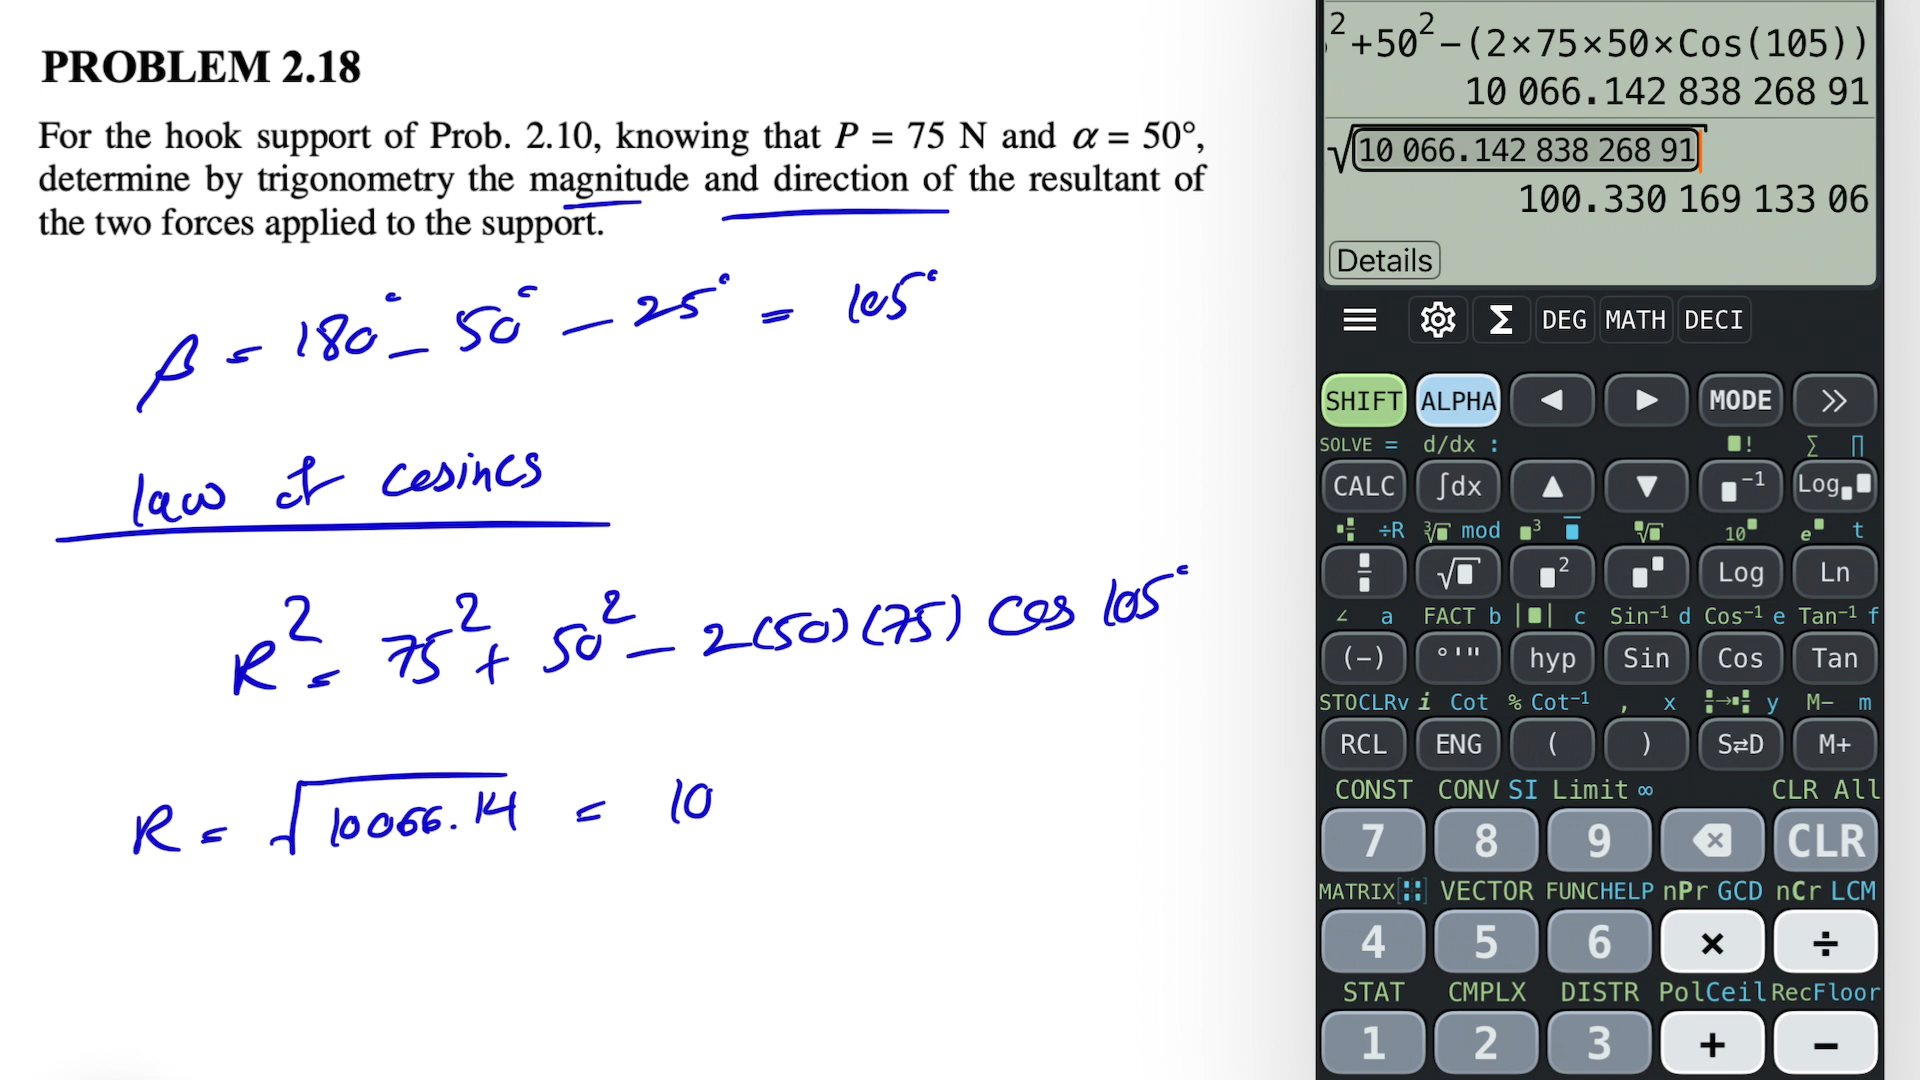 PROBLEM 2.18
For the hook support of Prob. 2.10, knowing that P = 75 N and α = 50°,
determine by trigonometry the magnitude and direction of the resultant of
the two forces applied to the support.
β = 180° - 50° - 25° = 105°
law of cosines
R² = 75² + 50² - 2(50)(75) cos 105°
R = √10066.14 = 10
²+50²-(2×75×50×Cos(105))
10 066.142 838 268 91
√10 066.142 838 268 91
100.330 169 133 06
Details
Σ DEG MATH DECI
SHIFT ALPHA ◀ ▶ MODE >>
SOLVE = d/dx : ■! Σ ∏
CALC ∫dx ▲ ▼ ■⁻¹ Log■■
÷R ³√■ mod ■³ ■√■ 10■ e■ t
√■ ■² ■■ Log Ln
∠ a FACT b |■| c Sin⁻¹ d Cos⁻¹ e Tan⁻¹ f
(−) °'" hyp Sin Cos Tan
STO CLRv i Cot % Cot⁻¹ , x y M− m
RCL ENG ( ) S⇄D M+
CONST CONV SI Limit ∞ CLR All
7 8 9 ⌫ CLR
MATRIX VECTOR FUNC HELP nPr GCD nCr LCM
4 5 6 × ÷
STAT CMPLX DISTR Pol Ceil Rec Floor
1 2 3 + −